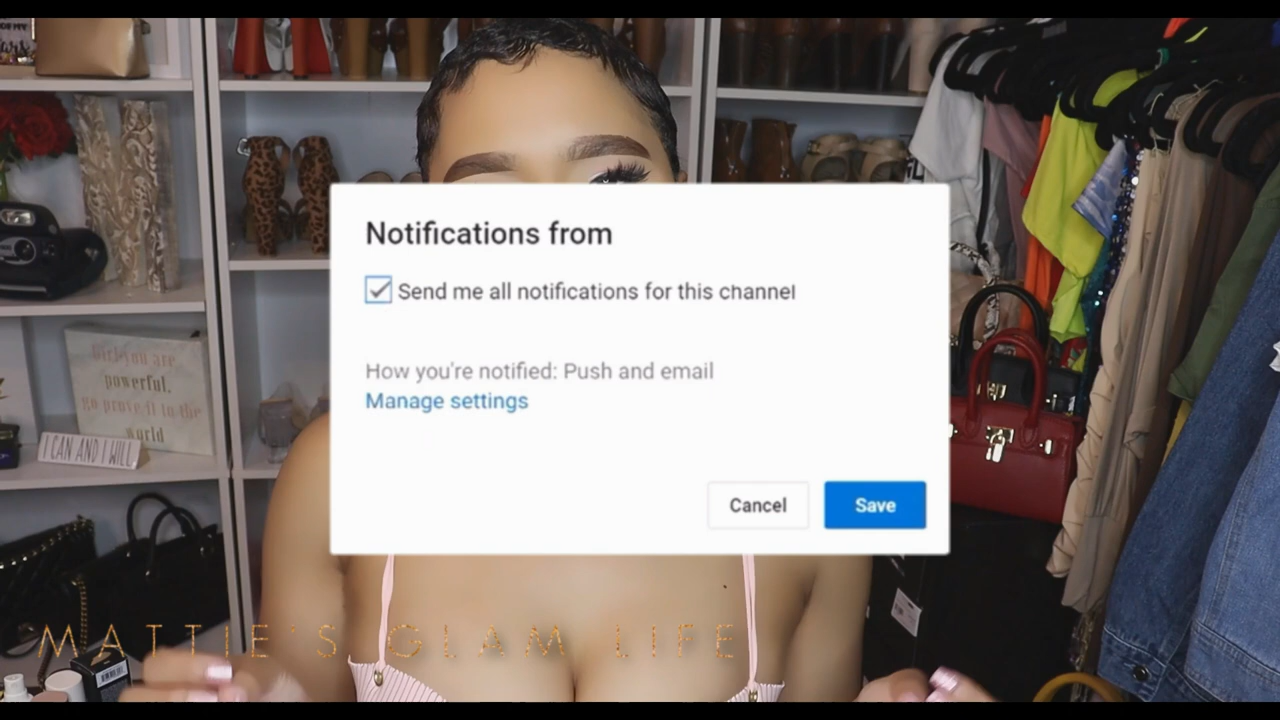 Notifications from
Send me all notifications for this channel
How you're notified: Push and email
Manage settings
Cancel
Save
Girl you are
powerful.
go prove it to the
world
I CAN AND I WILL
MATTIE'S GLAM LIFE